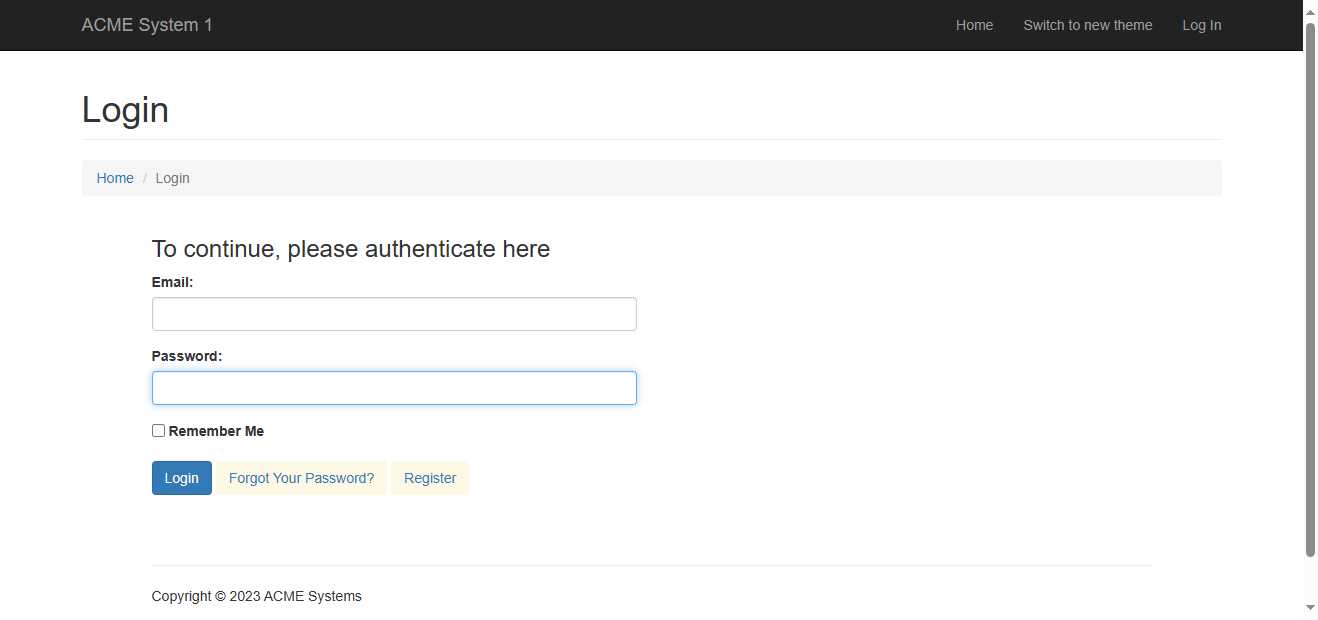 ACME System 1 Home Switch to new theme Log In
Login
Home / Login
To continue, please authenticate here
Email:
Password:
Remember Me
Login Forgot Your Password? Register
Copyright © 2023 ACME Systems